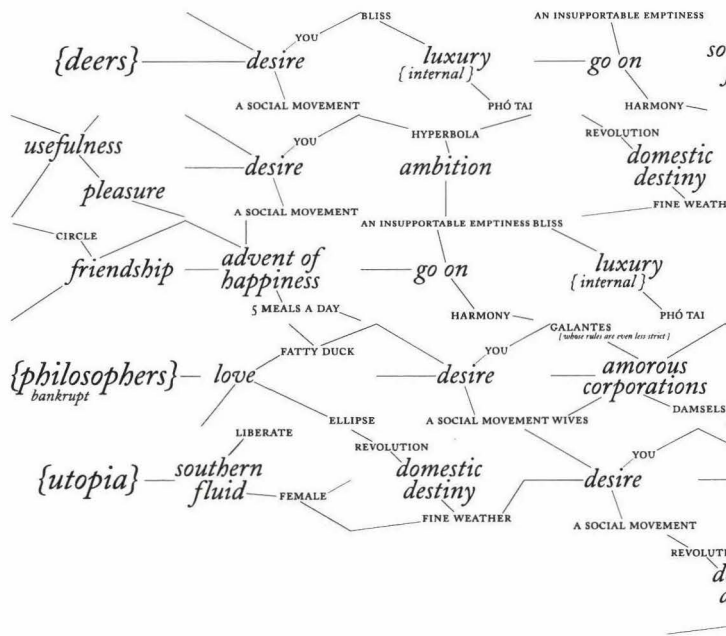 BLISS
AN INSUPPORTABLE EMPTINESS
YOU
{deers}
desire
luxury
{ internal }
go on
so
A SOCIAL MOVEMENT
PHÓ TAI
HARMONY
usefulness
YOU
HYPERBOLA
REVOLUTION
desire
ambition
domestic
destiny
pleasure
A SOCIAL MOVEMENT
AN INSUPPORTABLE EMPTINESS BLISS
FINE WEATH
CIRCLE
friendship
advent of
happiness
go on
luxury
{ internal }
5 MEALS A DAY
HARMONY
PHÓ TAI
GALANTES
[ whose rules are even less strict ]
FATTY DUCK
YOU
{philosophers}
bankrupt
love
desire
amorous
corporations
ELLIPSE
A SOCIAL MOVEMENT WIVES
DAMSELS
LIBERATE
REVOLUTION
YOU
{utopia}
southern
fluid
FEMALE
domestic
destiny
desire
FINE WEATHER
A SOCIAL MOVEMENT
REVOLUTI
d